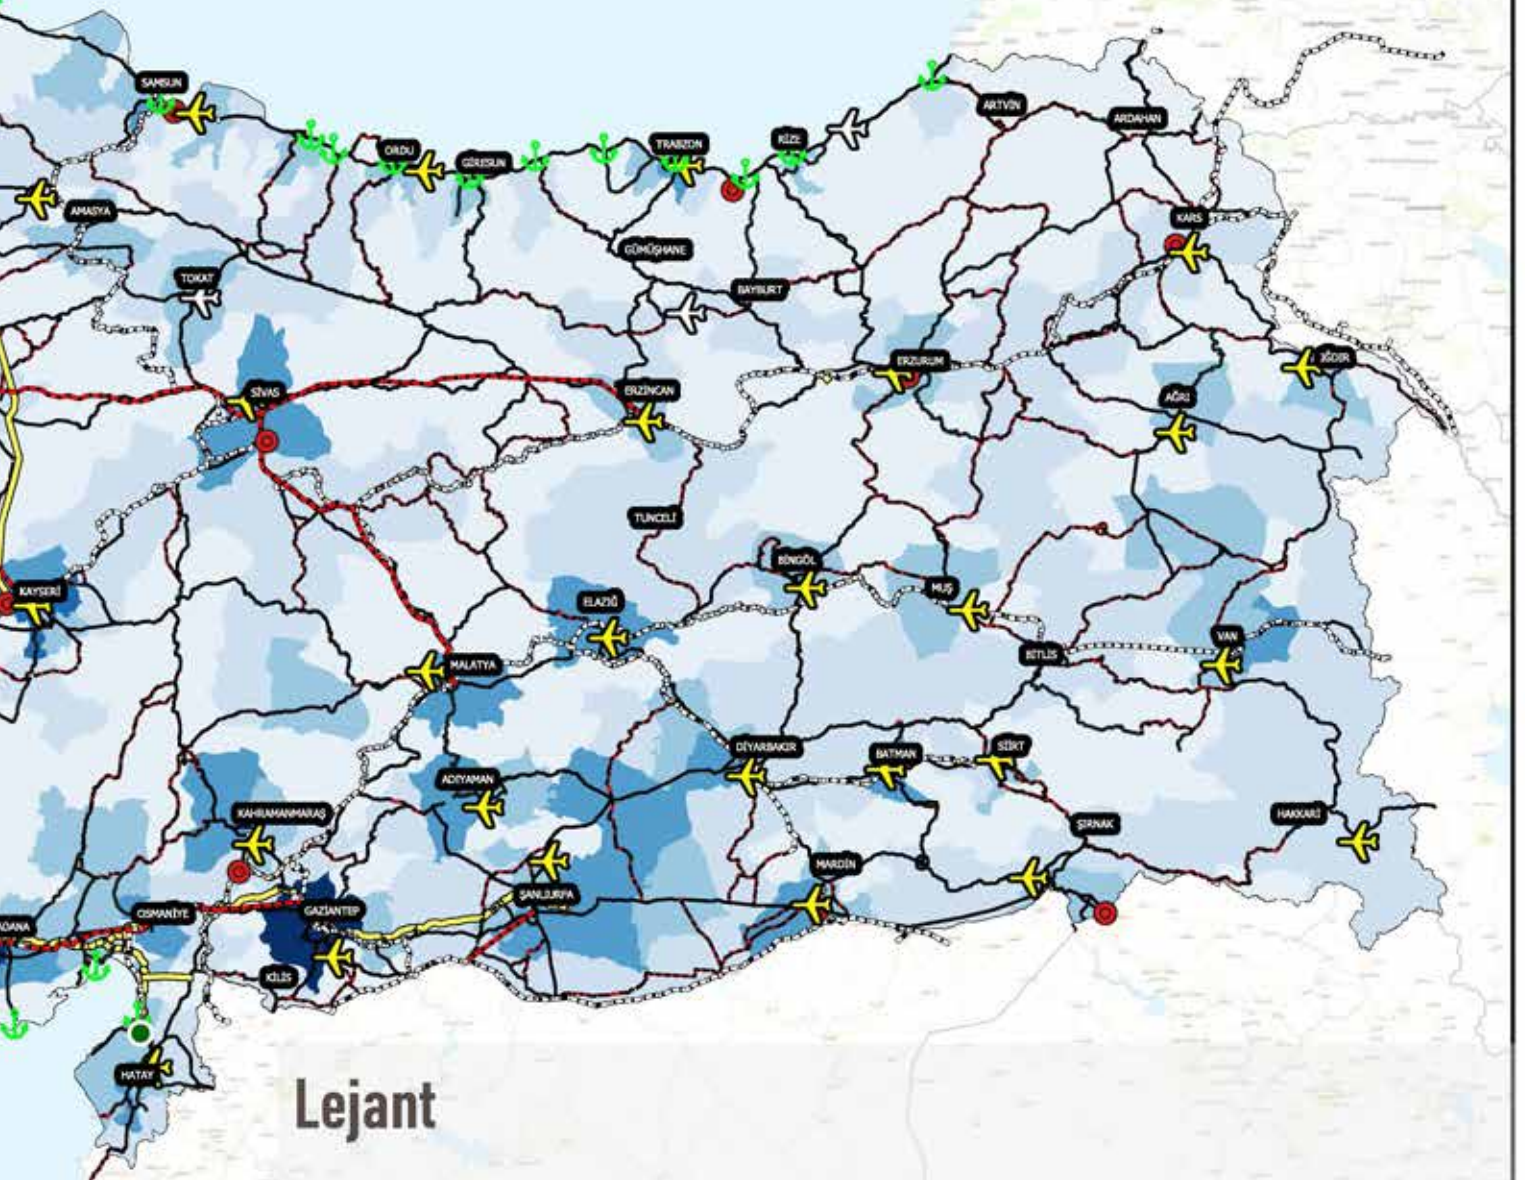 SAMSUN
ORDU
GİRESUN
TRABZON
RİZE
ARTVİN
ARDAHAN
AMASYA
KARS
GÜMÜŞHANE
TOKAT
BAYBURT
ERZURUM
IĞDIR
SİVAS
ERZİNCAN
AĞRI
TUNCELİ
BİNGÖL
KAYSERİ
ELAZIĞ
MUŞ
VAN
BİTLİS
MALATYA
DİYARBAKIR
BATMAN
SİİRT
ADIYAMAN
KAHRAMANMARAŞ
ŞIRNAK
HAKKARİ
MARDİN
ŞANLIURFA
OSMANİYE
GAZİANTEP
ADANA
KİLİS
HATAY
Lejant